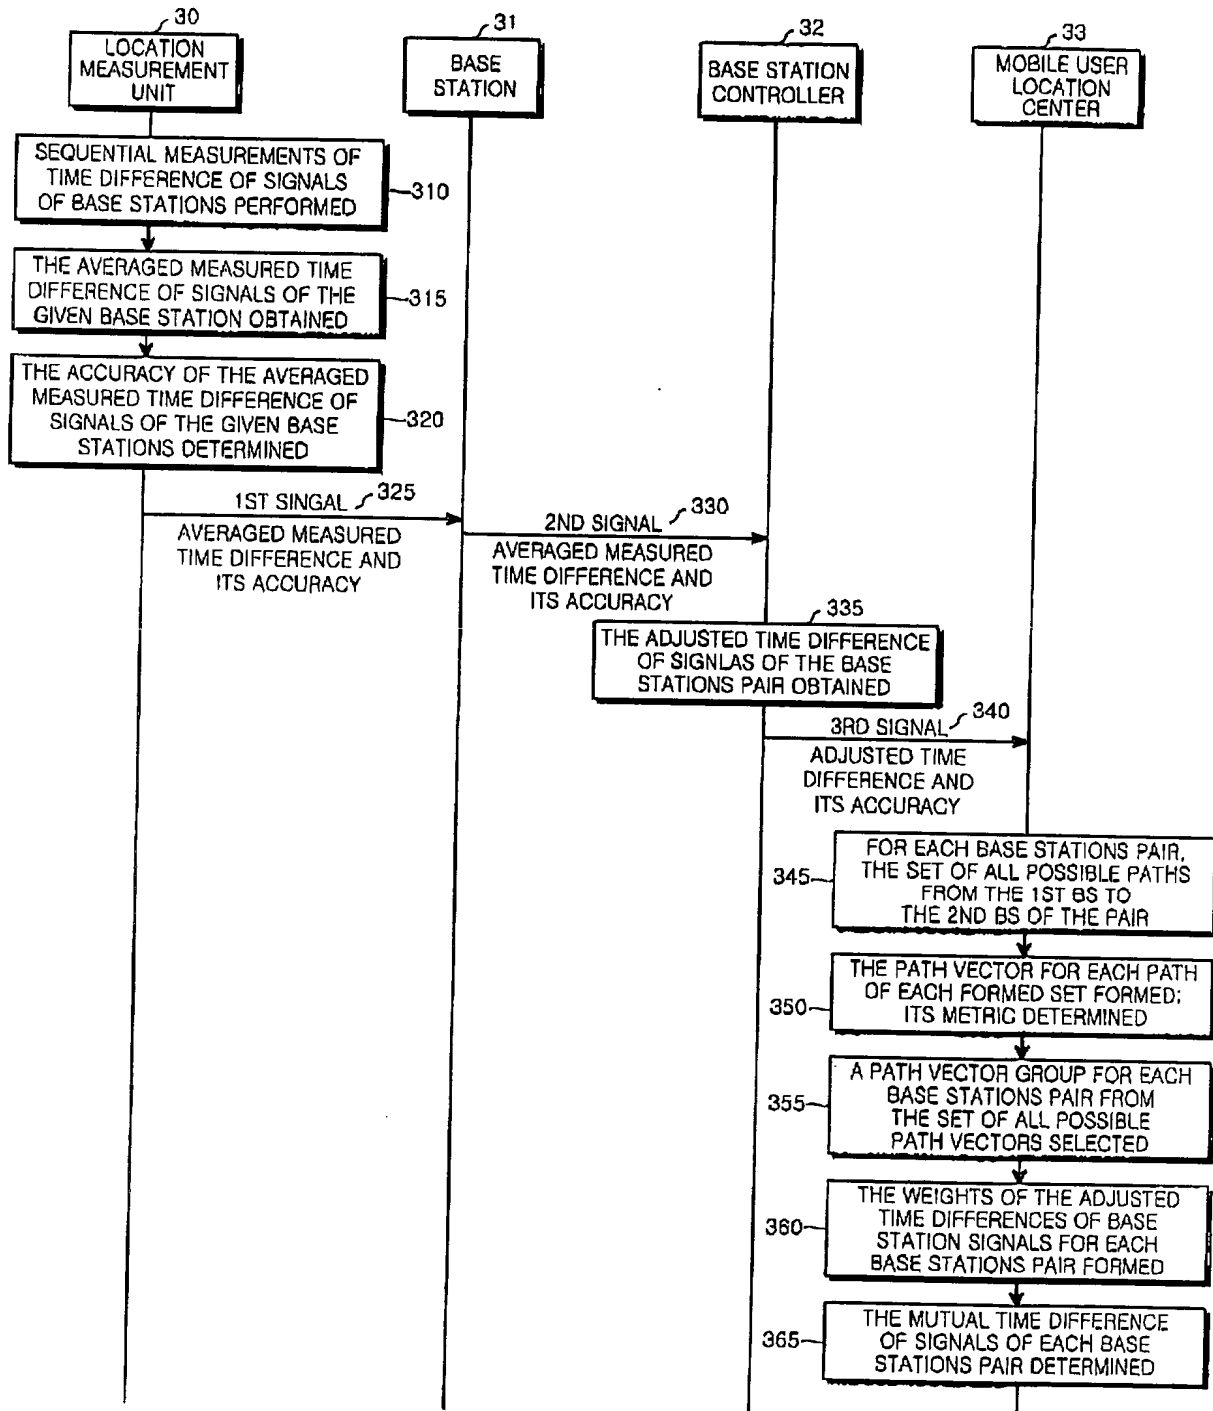 30
LOCATION
MEASUREMENT
UNIT
31
BASE
STATION
32
BASE STATION
CONTROLLER
33
MOBILE USER
LOCATION
CENTER
SEQUENTIAL MEASUREMENTS OF
TIME DIFFERENCE OF SIGNALS
OF BASE STATIONS PERFORMED
310
THE AVERAGED MEASURED TIME
DIFFERENCE OF SIGNALS OF THE
GIVEN BASE STATION OBTAINED
315
THE ACCURACY OF THE AVERAGED
MEASURED TIME DIFFERENCE OF
SIGNALS OF THE GIVEN BASE
STATIONS DETERMINED
320
1ST SINGAL 325
AVERAGED MEASURED
TIME DIFFERENCE AND
ITS ACCURACY
2ND SIGNAL 330
AVERAGED MEASURED
TIME DIFFERENCE AND
ITS ACCURACY
335
THE ADJUSTED TIME DIFFERENCE
OF SIGNLAS OF THE BASE
STATIONS PAIR OBTAINED
3RD SIGNAL 340
ADJUSTED TIME
DIFFERENCE AND
ITS ACCURACY
345
FOR EACH BASE STATIONS PAIR,
THE SET OF ALL POSSIBLE PATHS
FROM THE 1ST BS TO
THE 2ND BS OF THE PAIR
350
THE PATH VECTOR FOR EACH PATH
OF EACH FORMED SET FORMED;
ITS METRIC DETERMINED
355
A PATH VECTOR GROUP FOR EACH
BASE STATIONS PAIR FROM
THE SET OF ALL POSSIBLE
PATH VECTORS SELECTED
360
THE WEIGHTS OF THE ADJUSTED
TIME DIFFERENCES OF BASE
STATION SIGNALS FOR EACH
BASE STATIONS PAIR FORMED
365
THE MUTUAL TIME DIFFERENCE
OF SIGNALS OF EACH BASE
STATIONS PAIR DETERMINED